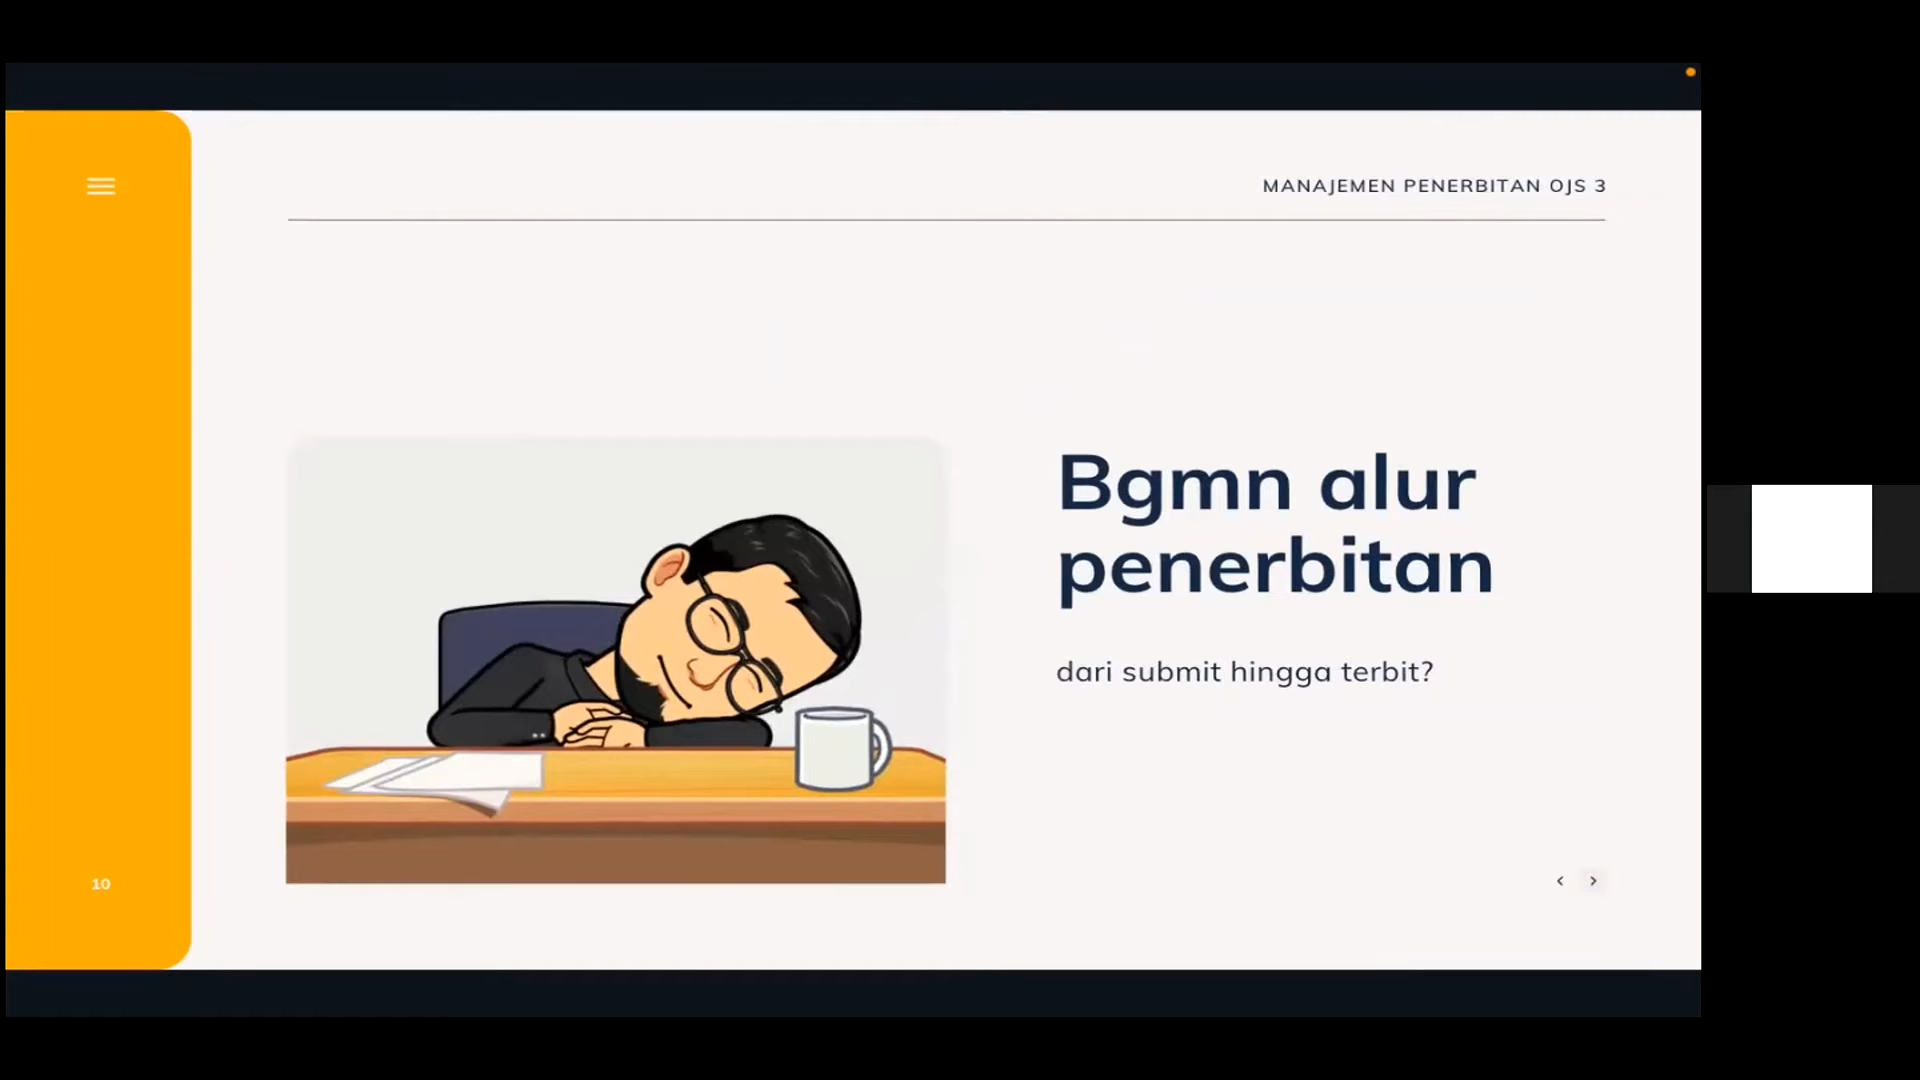 MANAJEMEN PENERBITAN OJS 3
Bgmn alur
penerbitan
dari submit hingga terbit?
10